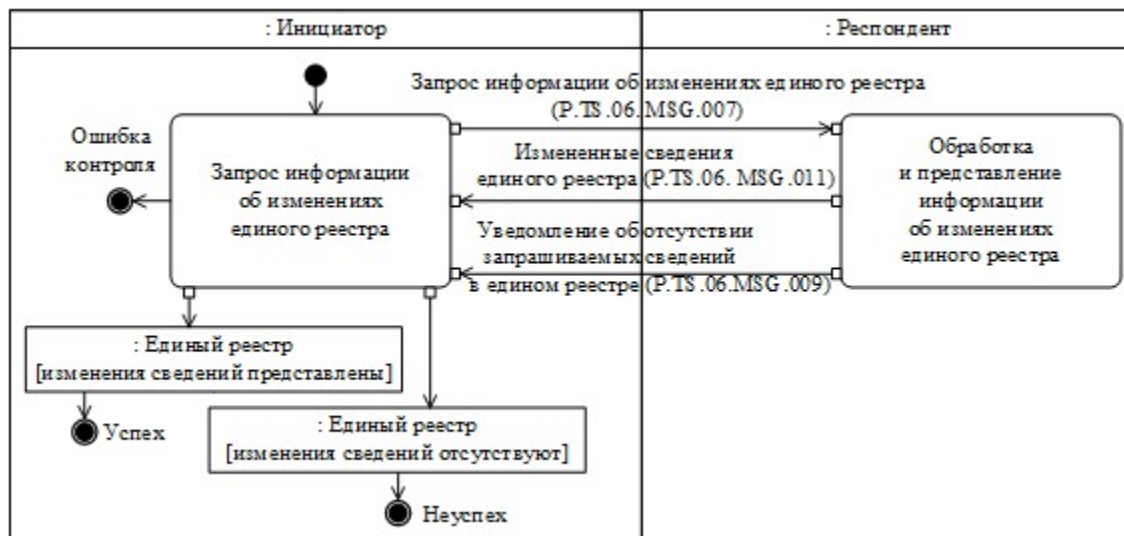 : Инициатор
: Респондент
Запрос информации об изменениях единого реестра
(P.TS.06. MSG.007)
Ошибка
контроля
Запрос информации
об изменениях
единого реестра
Измененные сведения
единого реестра (P.TS.06. MSG.011)
Уведомление об отсутствии
запрашиваемых сведений
в едином реестре (P.TS.06.MSG.009)
Обработка
и представление
информации
об изменениях
единого реестра
: Единый реестр
[изменения сведений представлены]
Успех
: Единый реестр
[изменения сведений отсутствуют]
Неуспех